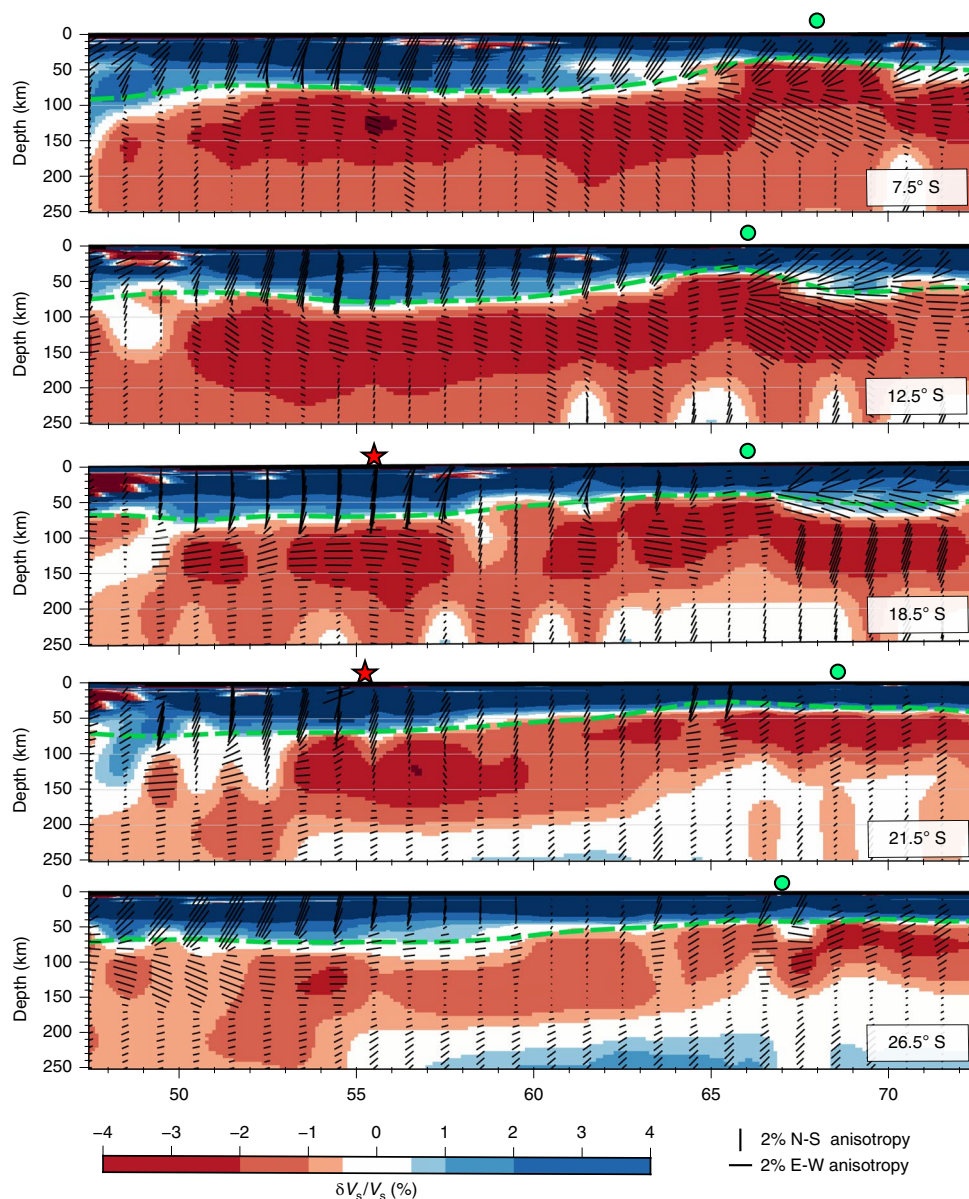 0
50
100
150
200
250
Depth (km)
7.5° S
0
50
100
150
200
250
Depth (km)
12.5° S
0
50
100
150
200
250
Depth (km)
18.5° S
0
50
100
150
200
250
Depth (km)
21.5° S
0
50
100
150
200
250
Depth (km)
26.5° S
50 55 60 65 70
−4 −2 0 2 4
−3 −1 1 3
δVs/Vs (%)
2% N-S anisotropy
2% E-W anisotropy